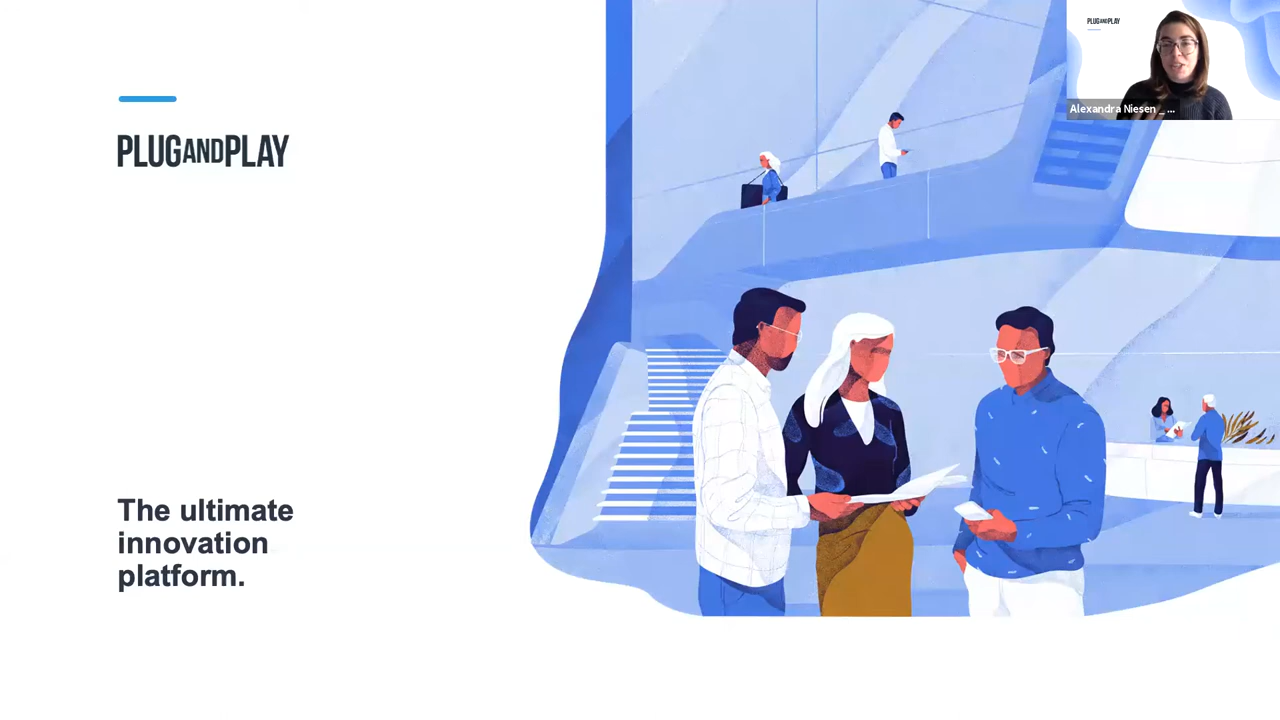 PLUGANDPLAY
The ultimate
innovation
platform.
PLUGANDPLAY
Alexandra Niesen _ ...